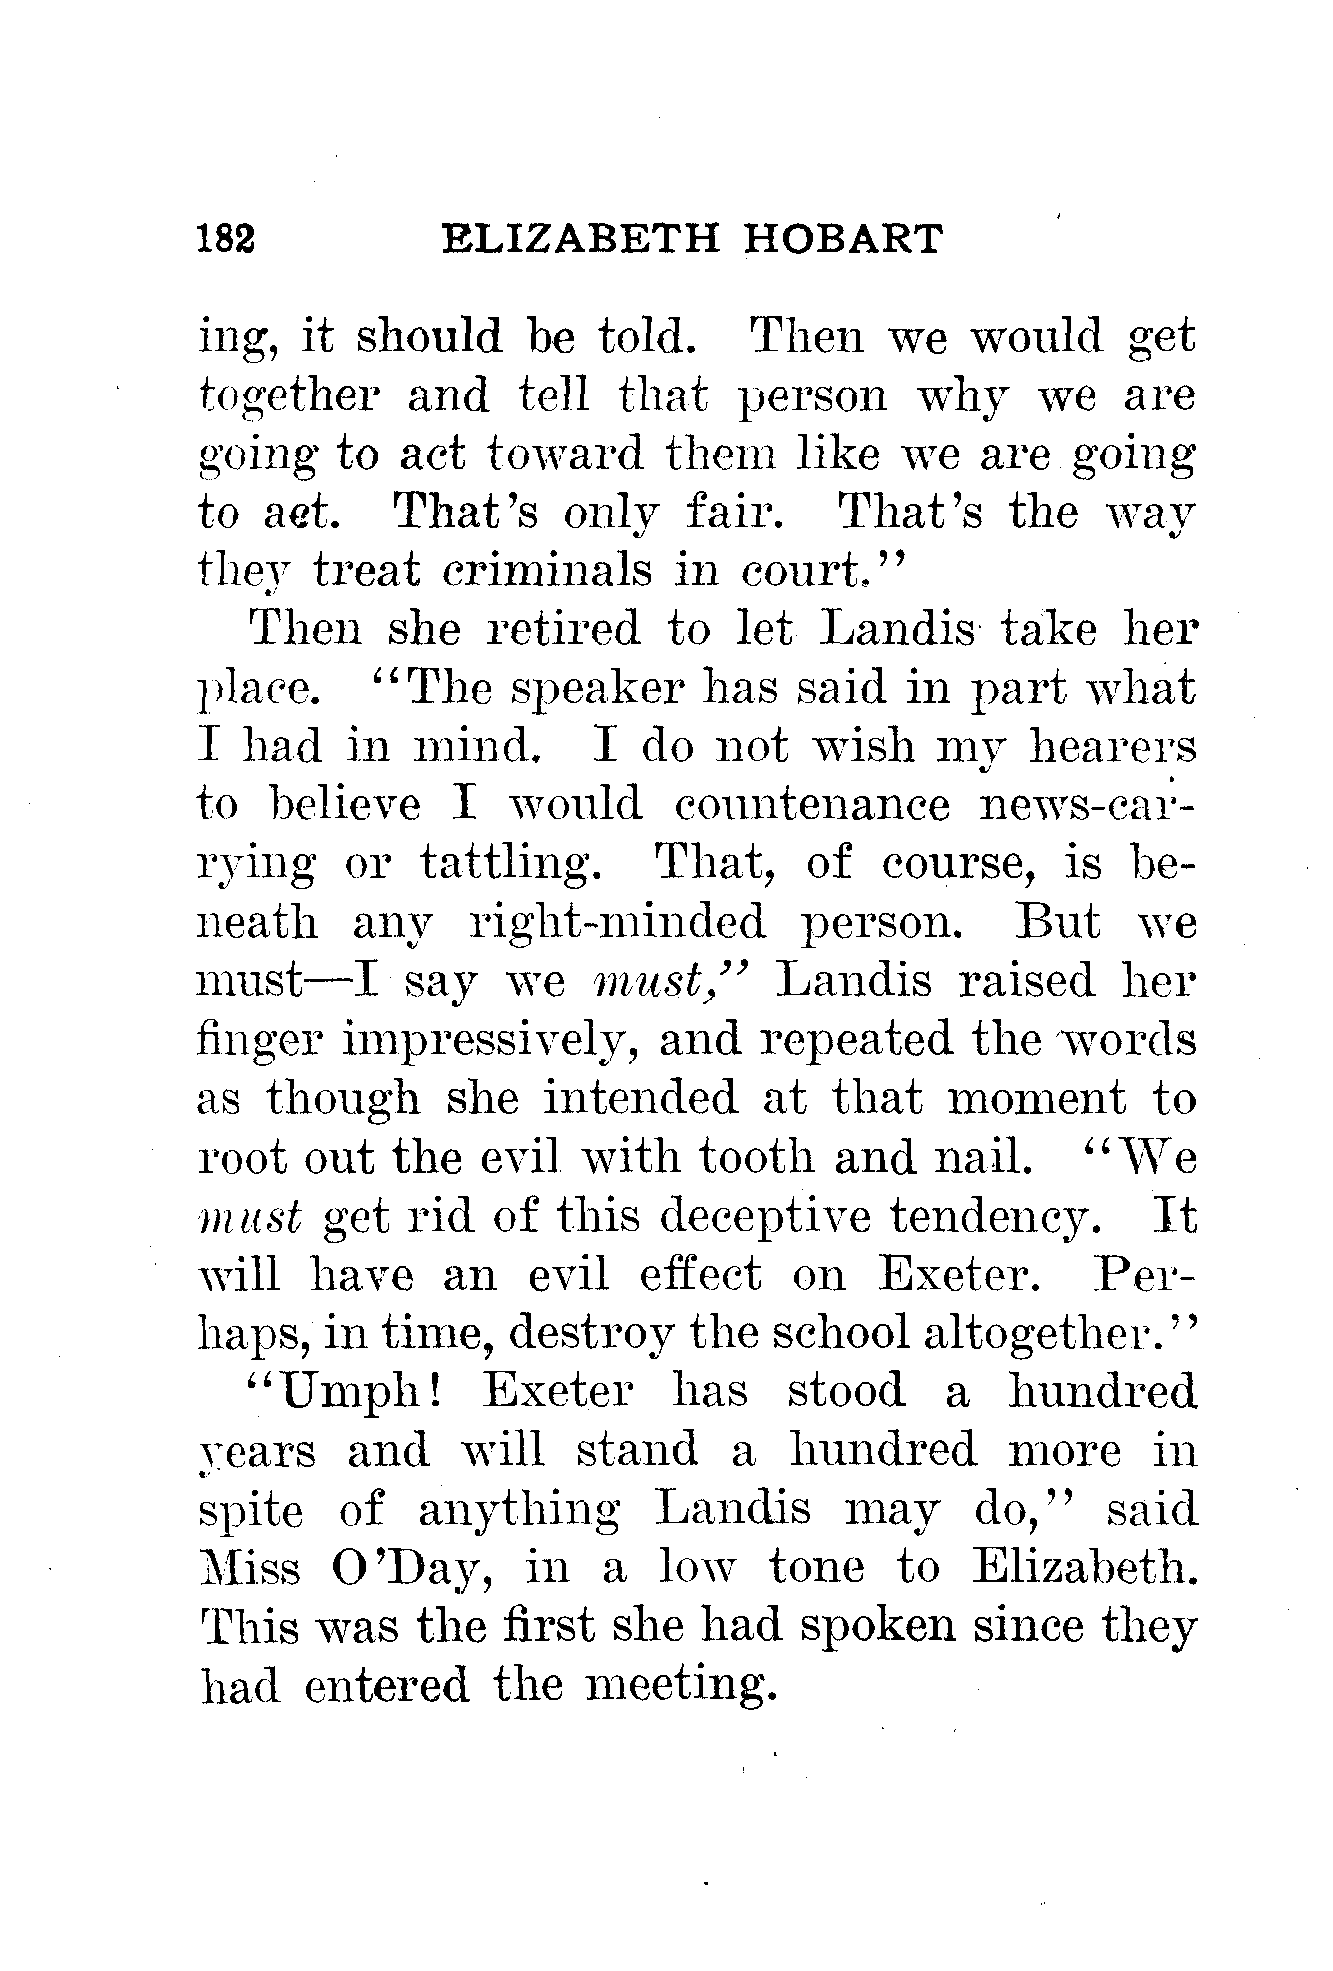 182 ELIZABETH HOBART
ing, it should be told. Then we would get
together and tell that person why we are
going to act toward them like we are going
to act. That's only fair. That's the way
they treat criminals in court."
Then she retired to let Landis take her
place. "The speaker has said in part what
I had in mind. I do not wish my hearers
to believe I would countenance news-car-
rying or tattling. That, of course, is be-
neath any right-minded person. But we
must—I say we must," Landis raised her
finger impressively, and repeated the words
as though she intended at that moment to
root out the evil with tooth and nail. "We
must get rid of this deceptive tendency. It
will have an evil effect on Exeter. Per-
haps, in time, destroy the school altogether."
"Umph! Exeter has stood a hundred
years and will stand a hundred more in
spite of anything Landis may do," said
Miss O'Day, in a low tone to Elizabeth.
This was the first she had spoken since they
had entered the meeting.